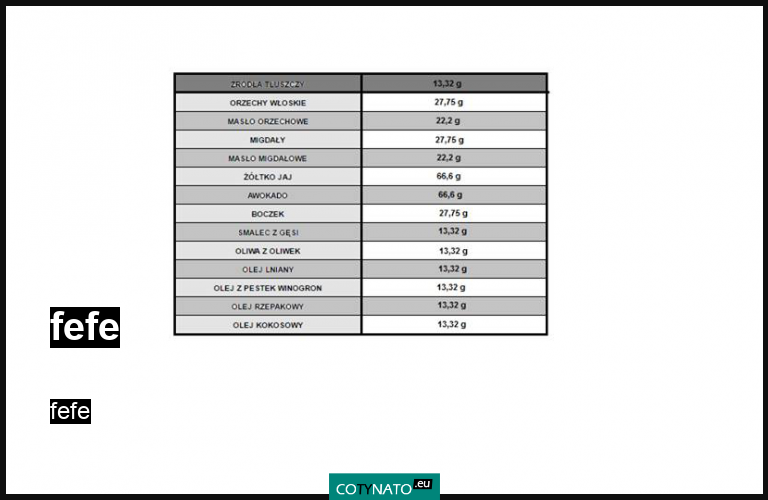 ŹRÓDŁA TŁUSZCZY 13,32 g
ORZECHY WŁOSKIE 27,75 g
MASŁO ORZECHOWE 22,2 g
MIGDAŁY 27,75 g
MASŁO MIGDAŁOWE 22,2 g
ŻÓŁTKO JAJ 66,6 g
AWOKADO 66,6 g
BOCZEK 27,75 g
SMALEC Z GĘSI 13,32 g
OLIWA Z OLIWEK 13,32 g
OLEJ LNIANY 13,32 g
OLEJ Z PESTEK WINOGRON 13,32 g
OLEJ RZEPAKOWY 13,32 g
OLEJ KOKOSOWY 13,32 g
fefe
fefe
COTYNATO.eu